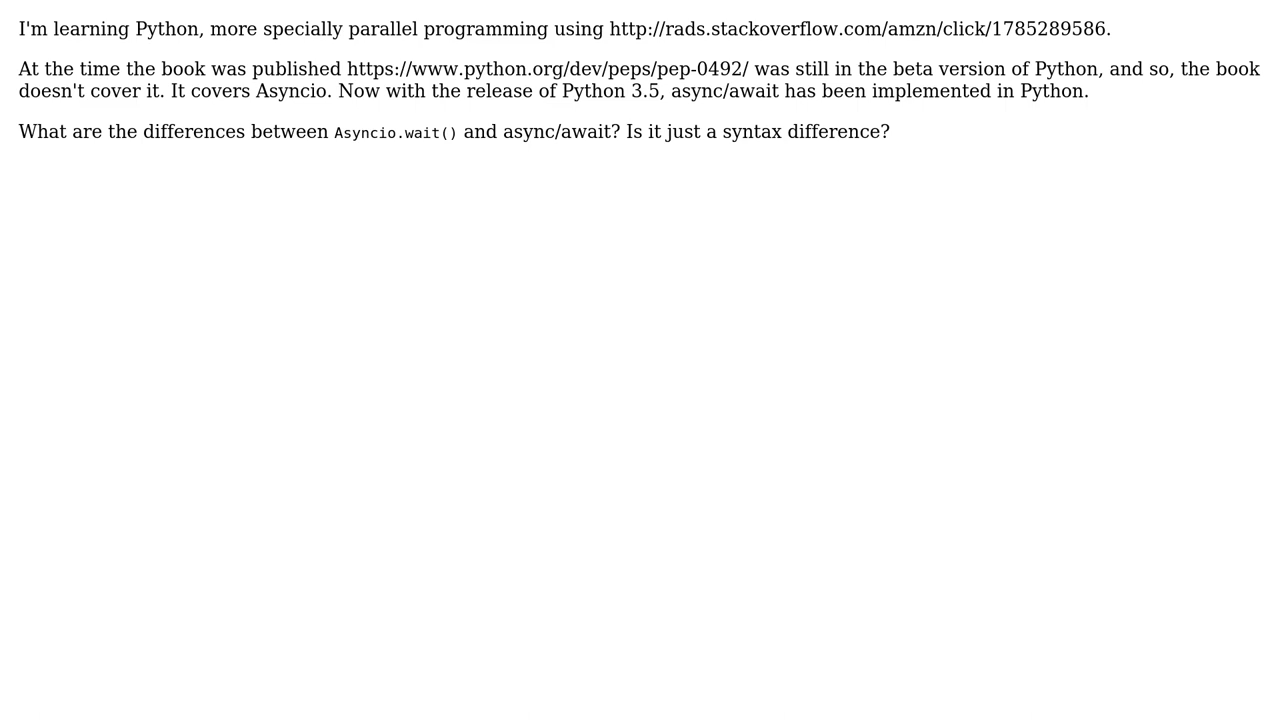 I'm learning Python, more specially parallel programming using http://rads.stackoverflow.com/amzn/click/1785289586.
At the time the book was published https://www.python.org/dev/peps/pep-0492/ was still in the beta version of Python, and so, the book
doesn't cover it. It covers Asyncio. Now with the release of Python 3.5, async/await has been implemented in Python.
What are the differences between Asyncio.wait() and async/await? Is it just a syntax difference?